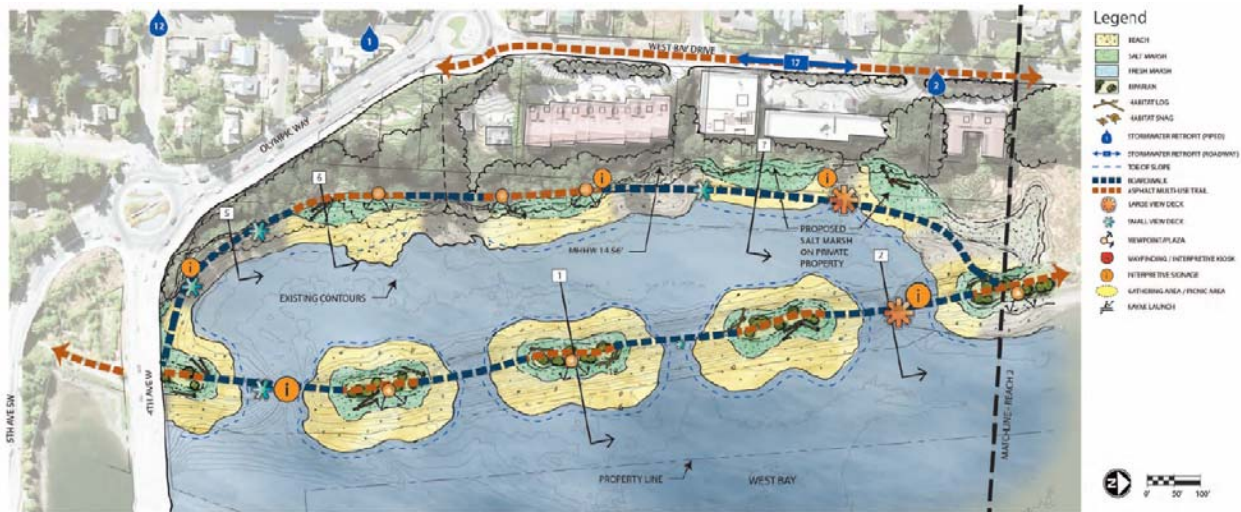 12
1
WEST BAY DRIVE
17
2
OLYMPIC WAY
7
6
5
i
i
i
PROPOSED
SALT MARSH
ON PRIVATE
PROPERTY
MHHW 14.66'
1
2
EXISTING CONTOURS
i
i
5TH AVE SW
4TH AVE W
MATCHLINE - REACH 2
PROPERTY LINE
WEST BAY
Legend
BEACH
SALT MARSH
FRESH MARSH
RIPARIAN
HABITAT LOG
HABITAT SNAG
STORMWATER RETROFIT (PIPED)
STORMWATER RETROFIT (ROADWAY)
TOE OF SLOPE
BOARDWALK
ASPHALT MULTI-USE TRAIL
LARGE VIEW DECK
SMALL VIEW DECK
VIEWPOINT/PLAZA
WAYFINDING / INTERPRETIVE KIOSK
INTERPRETIVE SIGNAGE
GATHERING AREA / PICNIC AREA
KAYAK LAUNCH
N
0' 50' 100'